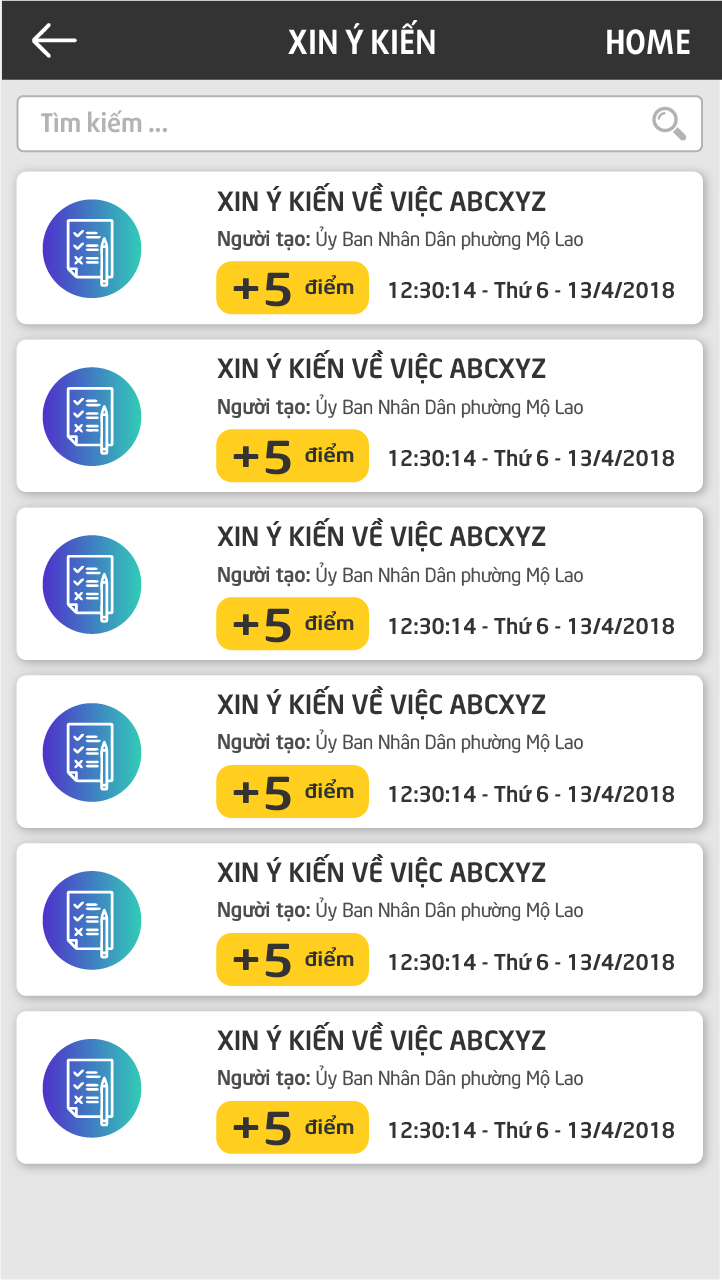 XIN Ý KIẾN HOME
Tìm kiếm ...
XIN Ý KIẾN VỀ VIỆC ABCXYZ
Người tạo: Ủy Ban Nhân Dân phường Mộ Lao
+5 điểm 12:30:14 - Thứ 6 - 13/4/2018
XIN Ý KIẾN VỀ VIỆC ABCXYZ
Người tạo: Ủy Ban Nhân Dân phường Mộ Lao
+5 điểm 12:30:14 - Thứ 6 - 13/4/2018
XIN Ý KIẾN VỀ VIỆC ABCXYZ
Người tạo: Ủy Ban Nhân Dân phường Mộ Lao
+5 điểm 12:30:14 - Thứ 6 - 13/4/2018
XIN Ý KIẾN VỀ VIỆC ABCXYZ
Người tạo: Ủy Ban Nhân Dân phường Mộ Lao
+5 điểm 12:30:14 - Thứ 6 - 13/4/2018
XIN Ý KIẾN VỀ VIỆC ABCXYZ
Người tạo: Ủy Ban Nhân Dân phường Mộ Lao
+5 điểm 12:30:14 - Thứ 6 - 13/4/2018
XIN Ý KIẾN VỀ VIỆC ABCXYZ
Người tạo: Ủy Ban Nhân Dân phường Mộ Lao
+5 điểm 12:30:14 - Thứ 6 - 13/4/2018